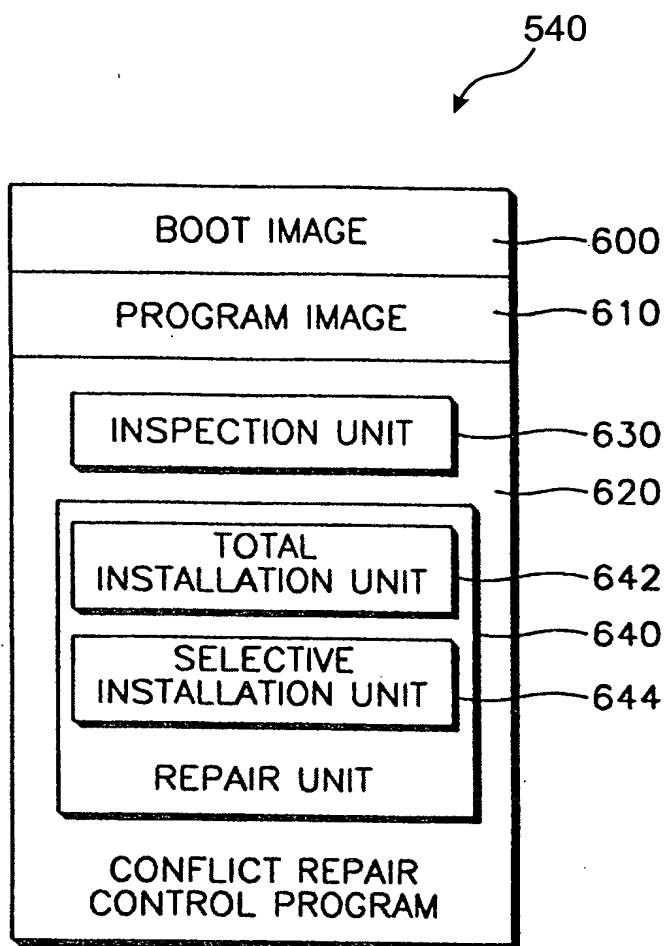 540
BOOT IMAGE
600
PROGRAM IMAGE
610
INSPECTION UNIT
630
620
TOTAL
INSTALLATION UNIT
642
640
SELECTIVE
INSTALLATION UNIT
644
REPAIR UNIT
CONFLICT REPAIR
CONTROL PROGRAM